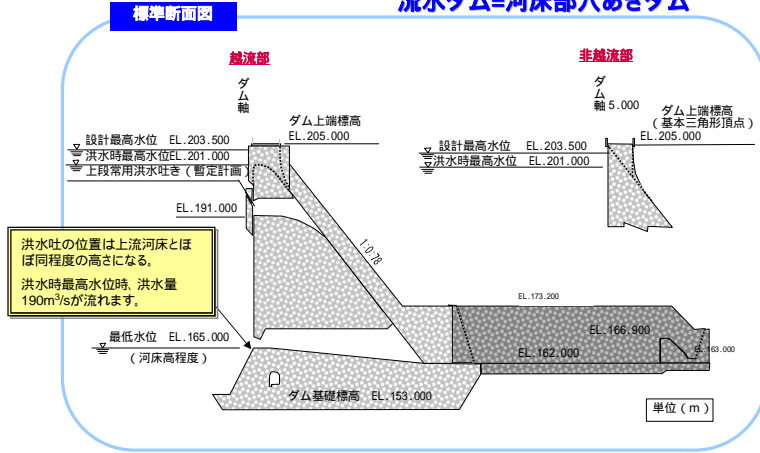 流水ダム=河床部穴あきダム
標準断面図
越流部
非越流部
ダム軸
ダム上端標高
EL.205.000
設計最高水位 EL.203.500
洪水時最高水位EL.201.000
上段常用洪水吐き(暫定計画)
EL.191.000
ダム軸
5.000
ダム上端標高
(基本三角形頂点)
EL.205.000
設計最高水位 EL.203.500
洪水時最高水位 EL.201.000
洪水吐の位置は上流河床とほ
ぼ同程度の高さになる。
洪水時最高水位時、洪水量
190m³/sが流れます。
1:0.78
EL.173.200
EL.166.900
EL.162.000
EL.163.000
最低水位 EL.165.000
(河床高程度)
ダム基礎標高 EL.153.000
単位(m)